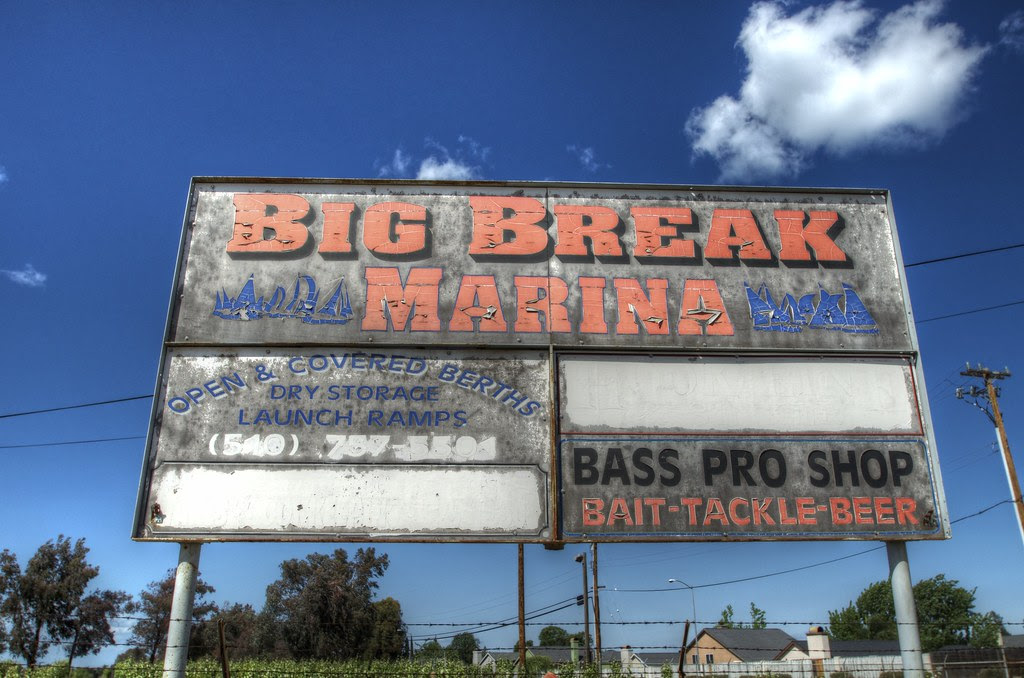 BIG BREAK
MARINA
OPEN & COVERED BERTHS
DRY STORAGE
LAUNCH RAMPS
BASS PRO SHOP
BAIT-TACKLE-BEER